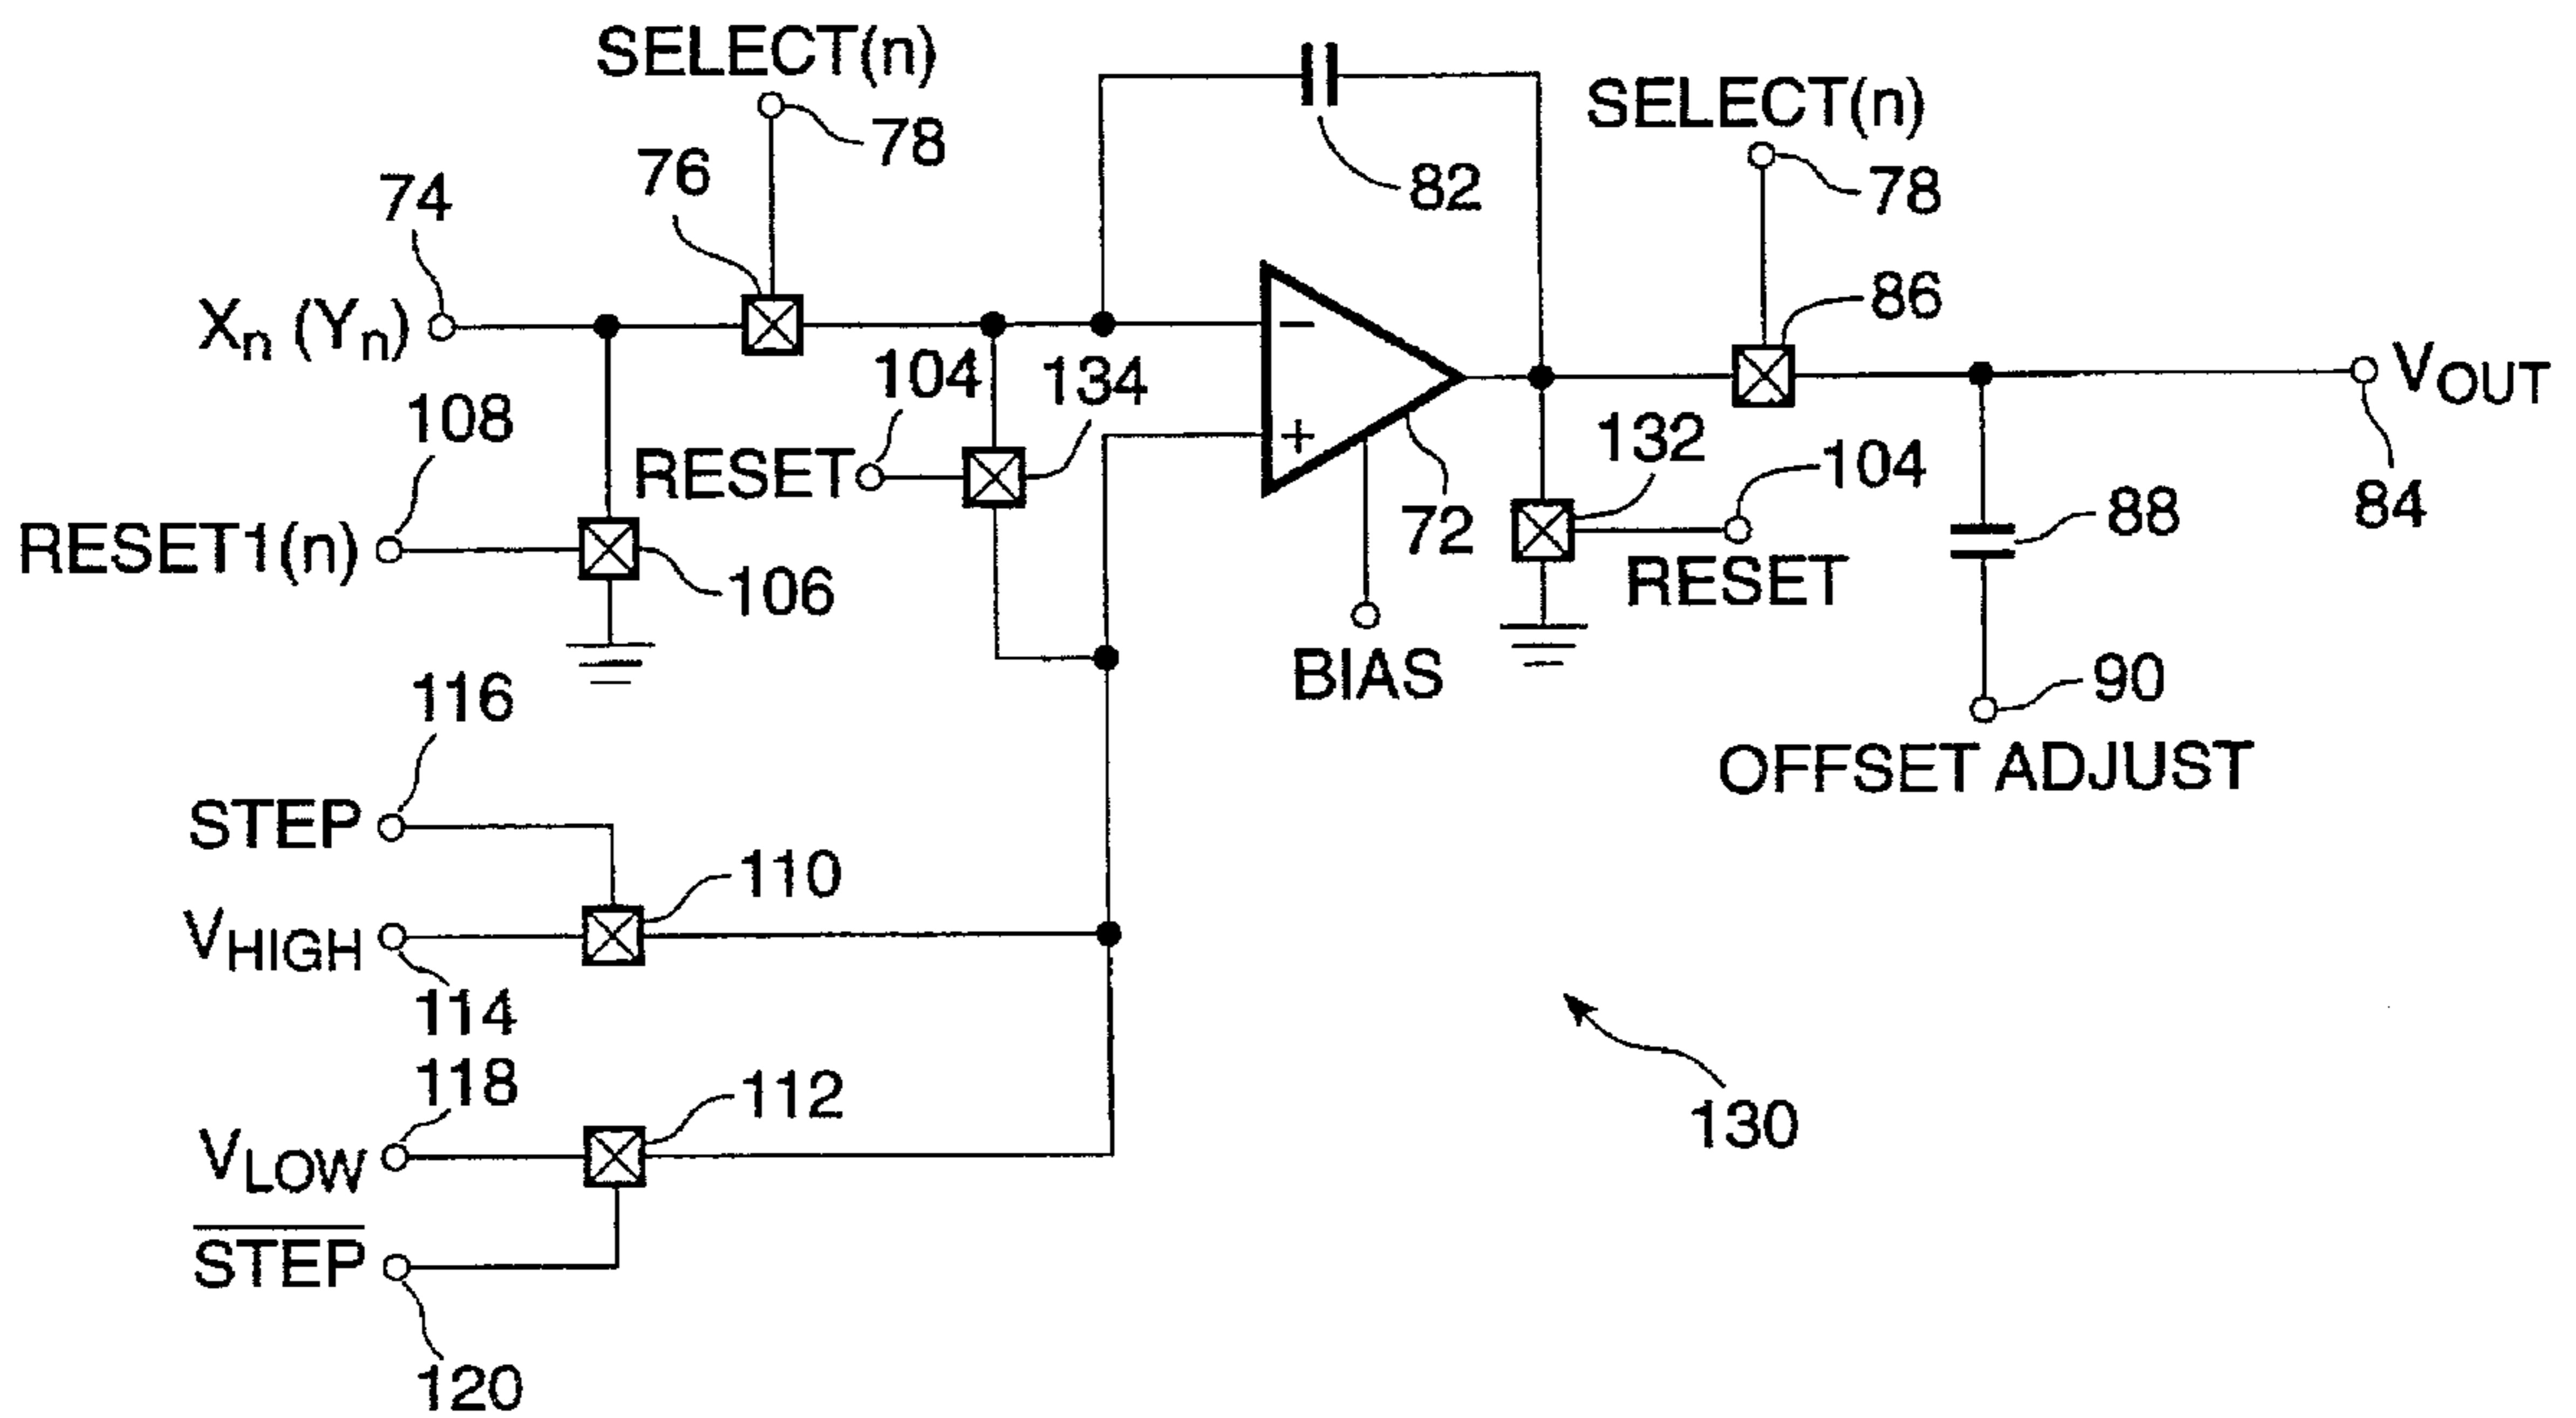 SELECT(n)
78
76
74
Xn (Yn)
82
SELECT(n)
78
86
VOUT
84
108
RESET1(n)
106
104
RESET
134
72
BIAS
132
104
RESET
88
90
OFFSET ADJUST
116
STEP
110
VHIGH
114
118
VLOW
112
STEP
120
130